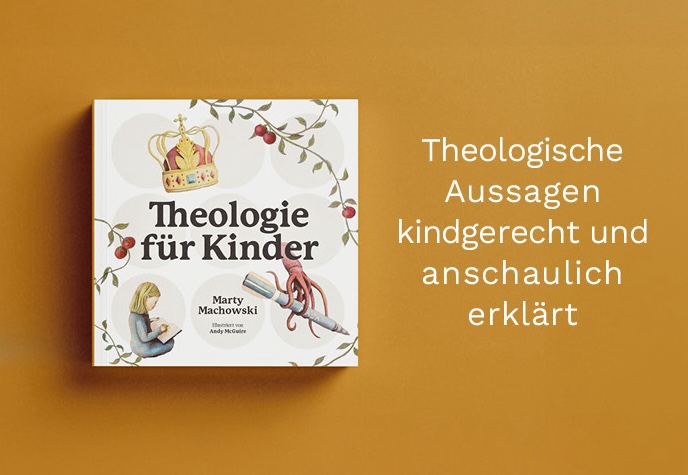 Theologie
für Kinder
Marty
Machowski
Illustriert von
Andy McGuire
Theologische
Aussagen
kindgerecht und
anschaulich
erklärt